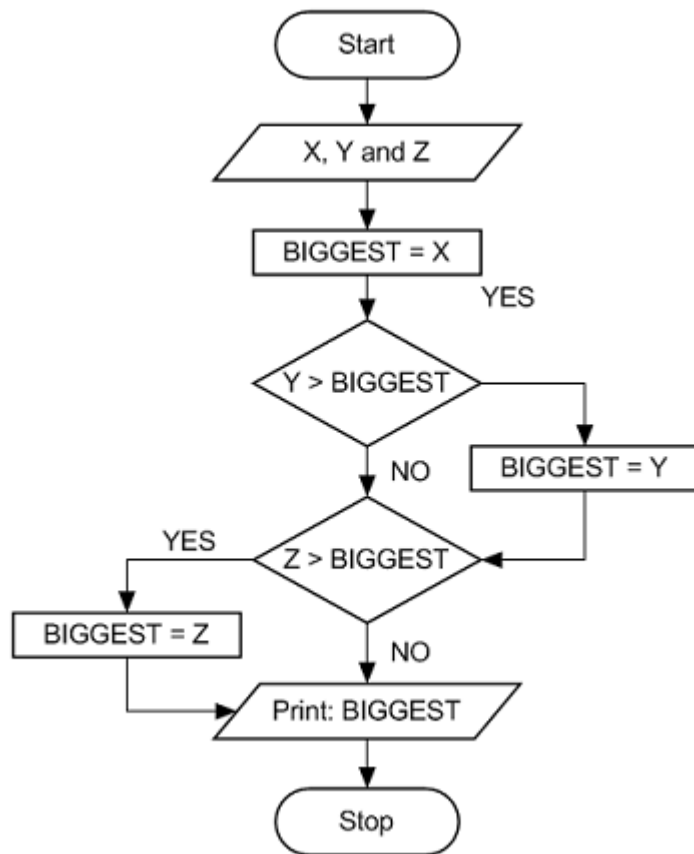 Start
X, Y and Z
BIGGEST = X
YES
Y > BIGGEST
NO
BIGGEST = Y
YES
Z > BIGGEST
BIGGEST = Z
NO
Print: BIGGEST
Stop